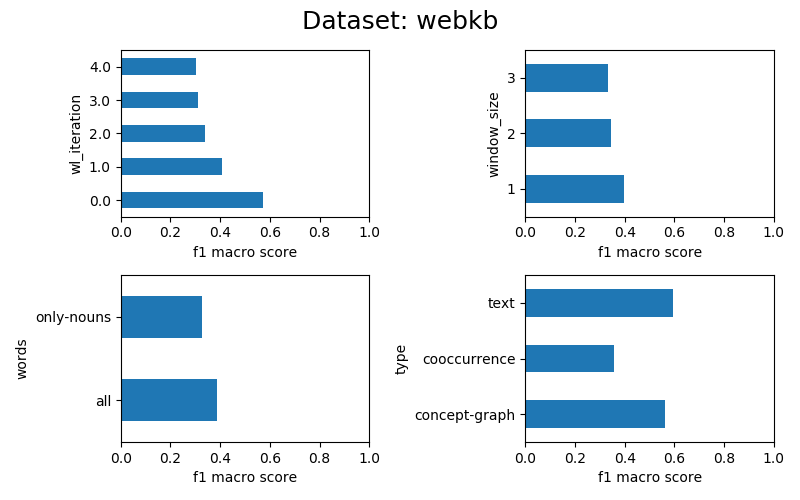 Dataset: webkb
wl_iteration
4.0
3.0
2.0
1.0
0.0
0.0 0.2 0.4 0.6 0.8 1.0
f1 macro score
window_size
3
2
1
0.0 0.2 0.4 0.6 0.8 1.0
f1 macro score
words
only-nouns
all
0.0 0.2 0.4 0.6 0.8 1.0
f1 macro score
type
text
cooccurrence
concept-graph
0.0 0.2 0.4 0.6 0.8 1.0
f1 macro score